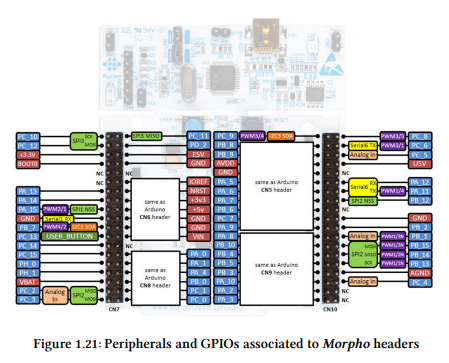 PC_10 SCK SPI3 SPI3 MISO PC_11 PC_9 PWM3/4 I2C3 SDA PWM3/3 PC_8
PC_12 MOSI PD_2 PB_8 Serial6 TX PWM3/1 PC_6
+3.3V E5V PB_9 Analog In PC_5
BOOT0 GND AVDD U5V
NC NC GND NC
NC IOREF PA_5 same as Arduino CN5 header NC
PA_13 NRST PA_6 Serial6 RX PA_12
PA_14 same as Arduino CN6 header +3v3 PA_7 TX PWM1/4 PA_11
PA_15 PWM2/1 SPI1 NSS +5v PB_6 SPI2 NSS PB_12
GND Serial1 RX GND PC_7 NC
PB_7 PWM4/2 I2C3 SDA GND PA_9 GND
PC_13 USER_BUTTON VIN PA_8 Analog In PB_2
PC_14 NC PB_10 PWM1/2N PB_1
PC_15 PA_0 PB_4 MOSI PWM1/3N PB_15
PH_0 same as Arduino CN8 header PA_1 PB_5 same as Arduino CN9 header SPI2 MISO PWM1/2N PB_14
PH_1 PA_4 PB_3 SCK PWM1/1N PB_13
VBAT PB_0 PA_10 AGND
PC_2 Analog In SPI2 MISO PC_1 PA_2 Analog In PC_4
PC_3 MOSI PC_0 PA_3 NC
CN7 CN10 NC
Figure 1.21: Peripherals and GPIOs associated to Morpho headers